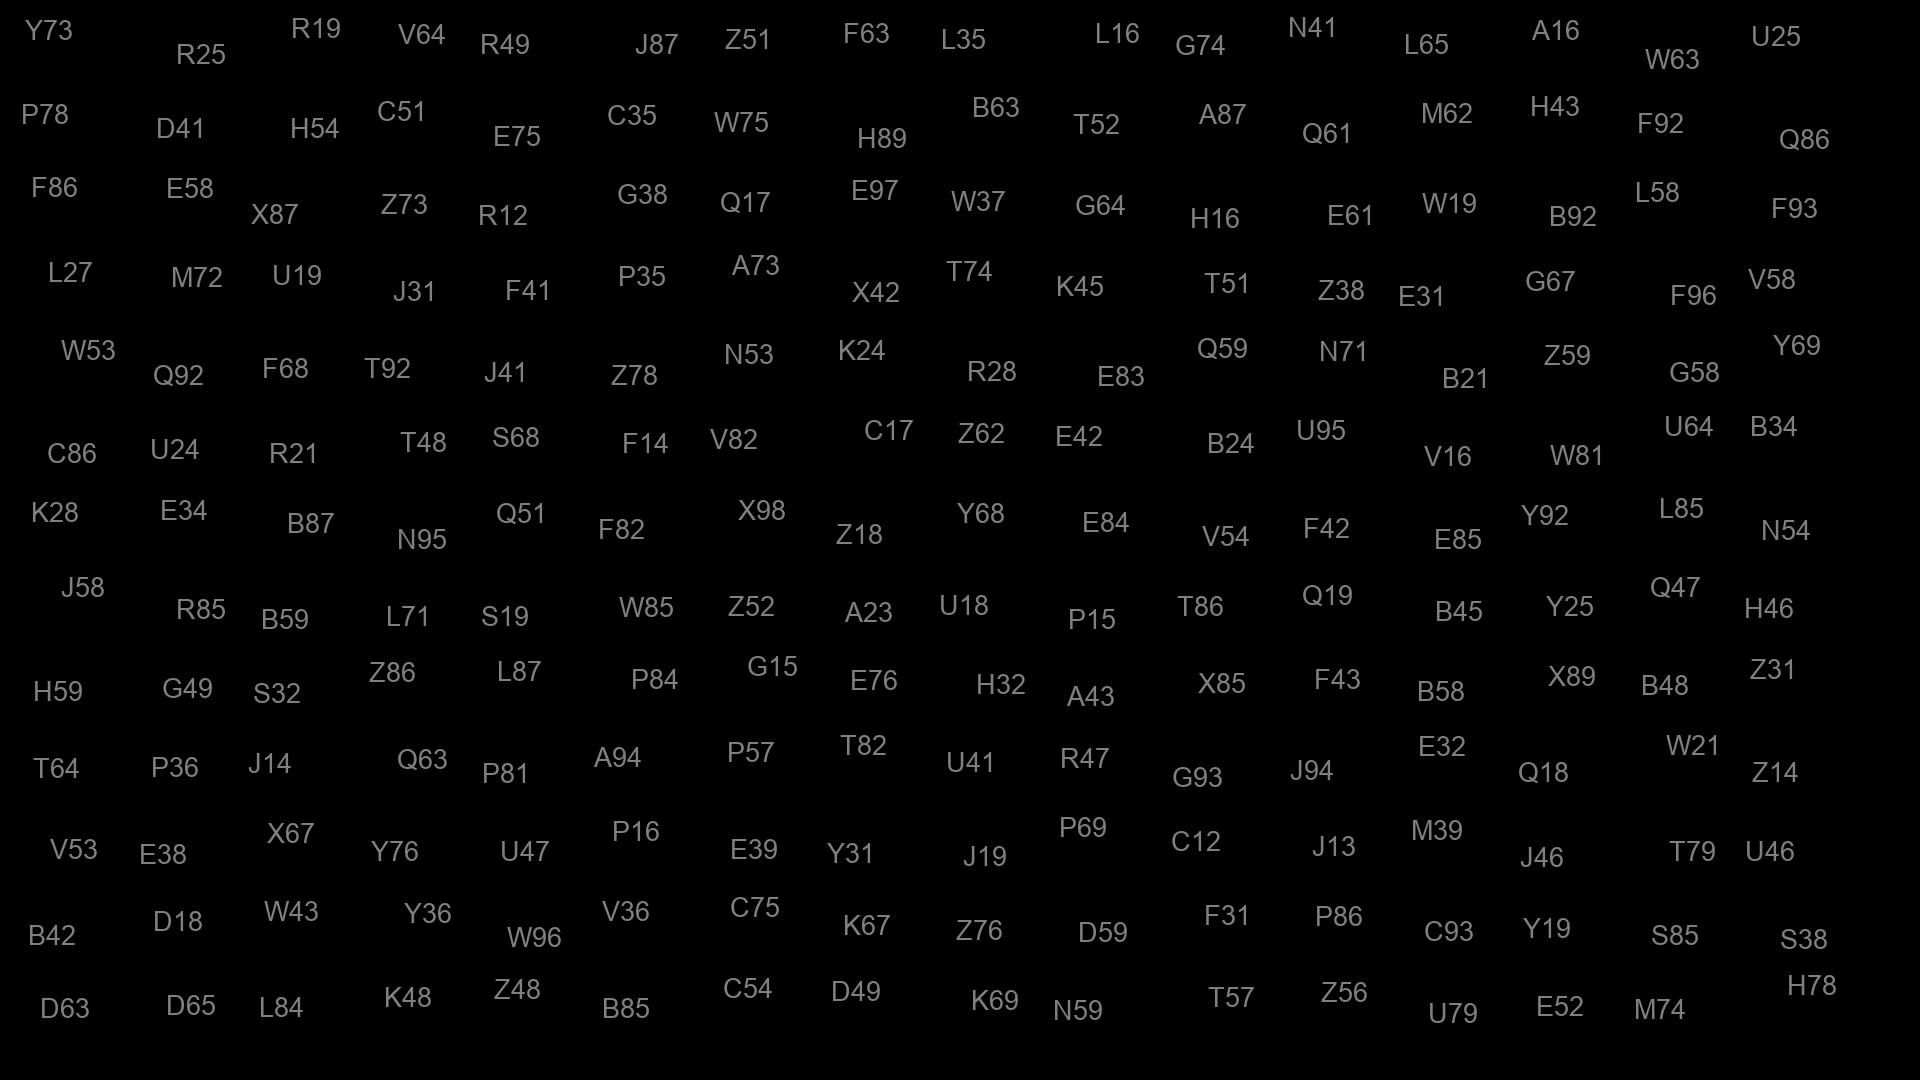 Y73 R25 R19 V64 R49 J87 Z51 F63 L35 L16 G74 N41 L65 A16 W63 U25
P78 D41 H54 C51 E75 C35 W75 H89 B63 T52 A87 Q61 M62 H43 F92 Q86
F86 E58 X87 Z73 R12 G38 Q17 E97 W37 G64 H16 E61 W19 B92 L58 F93
L27 M72 U19 J31 F41 P35 A73 X42 T74 K45 T51 Z38 E31 G67 F96 V58
W53 Q92 F68 T92 J41 Z78 N53 K24 R28 E83 Q59 N71 B21 Z59 G58 Y69
C86 U24 R21 T48 S68 F14 V82 C17 Z62 E42 B24 U95 V16 W81 U64 B34
K28 E34 B87 N95 Q51 F82 X98 Z18 Y68 E84 V54 F42 E85 Y92 L85 N54
J58 R85 B59 L71 S19 W85 Z52 A23 U18 P15 T86 Q19 B45 Y25 Q47 H46
H59 G49 S32 Z86 L87 P84 G15 E76 H32 A43 X85 F43 B58 X89 B48 Z31
T64 P36 J14 Q63 P81 A94 P57 T82 U41 R47 G93 J94 E32 Q18 W21 Z14
V53 E38 X67 Y76 U47 P16 E39 Y31 J19 P69 C12 J13 M39 J46 T79 U46
B42 D18 W43 Y36 W96 V36 C75 K67 Z76 D59 F31 P86 C93 Y19 S85 S38
D63 D65 L84 K48 Z48 B85 C54 D49 K69 N59 T57 Z56 U79 E52 M74 H78